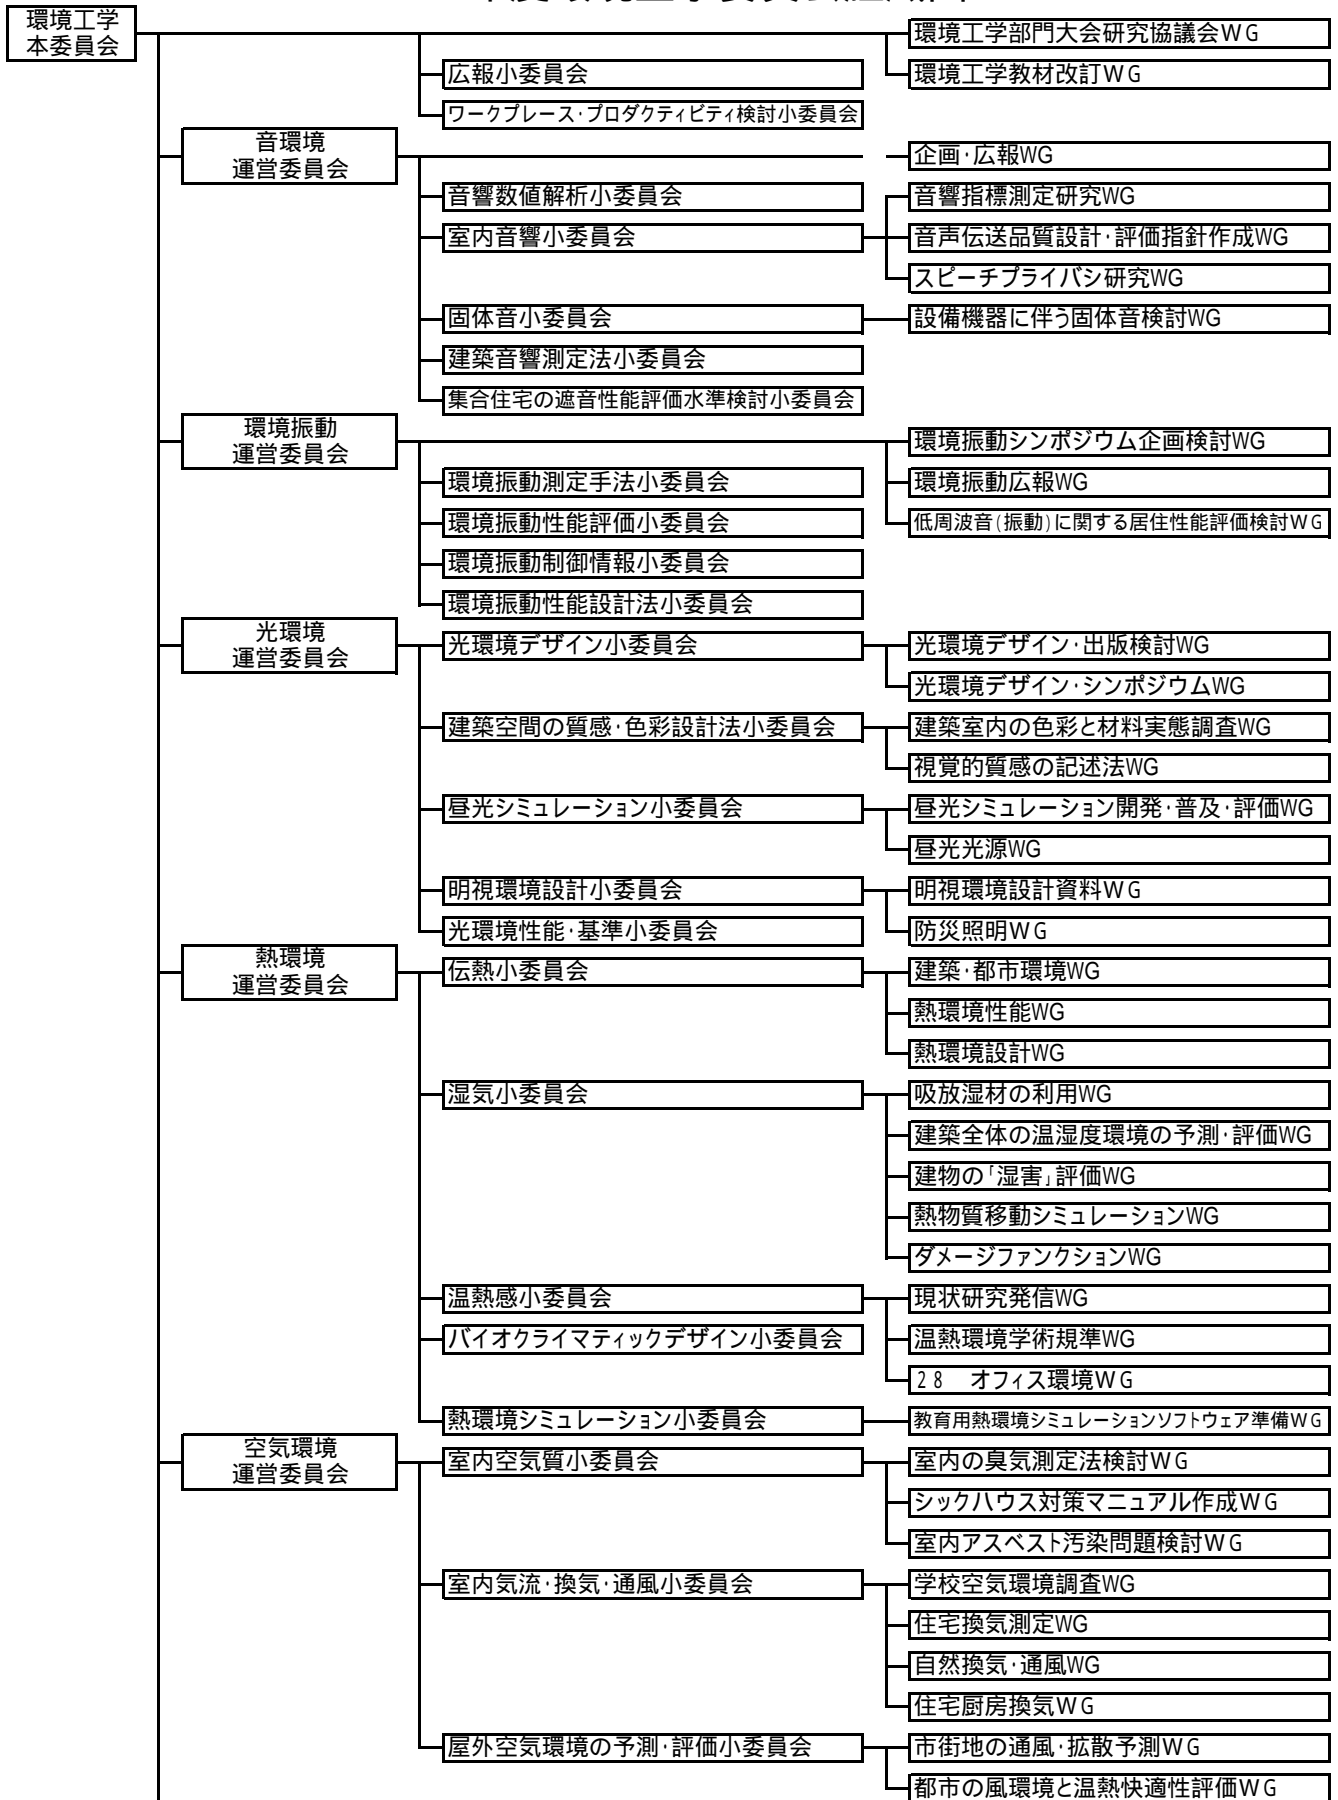 環境工学
本委員会
環境工学部門大会研究協議会WG
広報小委員会
環境工学教材改訂WG
ワークプレース・プロダクティビティ検討小委員会
音環境
運営委員会
企画・広報WG
音響数値解析小委員会
音響指標測定研究WG
室内音響小委員会
音声伝送品質設計・評価指針作成WG
スピーチプライバシ研究WG
固体音小委員会
設備機器に伴う固体音検討WG
建築音響測定法小委員会
集合住宅の遮音性能評価水準検討小委員会
環境振動
運営委員会
環境振動シンポジウム企画検討WG
環境振動測定手法小委員会
環境振動広報WG
環境振動性能評価小委員会
低周波音(振動)に関する居住性能評価検討WG
環境振動制御情報小委員会
環境振動性能設計法小委員会
光環境
運営委員会
光環境デザイン小委員会
光環境デザイン・出版検討WG
光環境デザイン・シンポジウムWG
建築空間の質感・色彩設計法小委員会
建築室内の色彩と材料実態調査WG
視覚的質感の記述法WG
昼光シミュレーション小委員会
昼光シミュレーション開発・普及・評価WG
昼光光源WG
明視環境設計小委員会
明視環境設計資料WG
光環境性能・基準小委員会
防災照明WG
熱環境
運営委員会
伝熱小委員会
建築・都市環境WG
熱環境性能WG
熱環境設計WG
湿気小委員会
吸放湿材の利用WG
建築全体の温湿度環境の予測・評価WG
建物の「湿害」評価WG
熱物質移動シミュレーションWG
ダメージファンクションWG
温熱感小委員会
現状研究発信WG
バイオクライマティックデザイン小委員会
温熱環境学術規準WG
28 オフィス環境WG
熱環境シミュレーション小委員会
教育用熱環境シミュレーションソフトウェア準備WG
空気環境
運営委員会
室内空気質小委員会
室内の臭気測定法検討WG
シックハウス対策マニュアル作成WG
室内アスベスト汚染問題検討WG
室内気流・換気・通風小委員会
学校空気環境調査WG
住宅換気測定WG
自然換気・通風WG
住宅厨房換気WG
屋外空気環境の予測・評価小委員会
市街地の通風・拡散予測WG
都市の風環境と温熱快適性評価WG